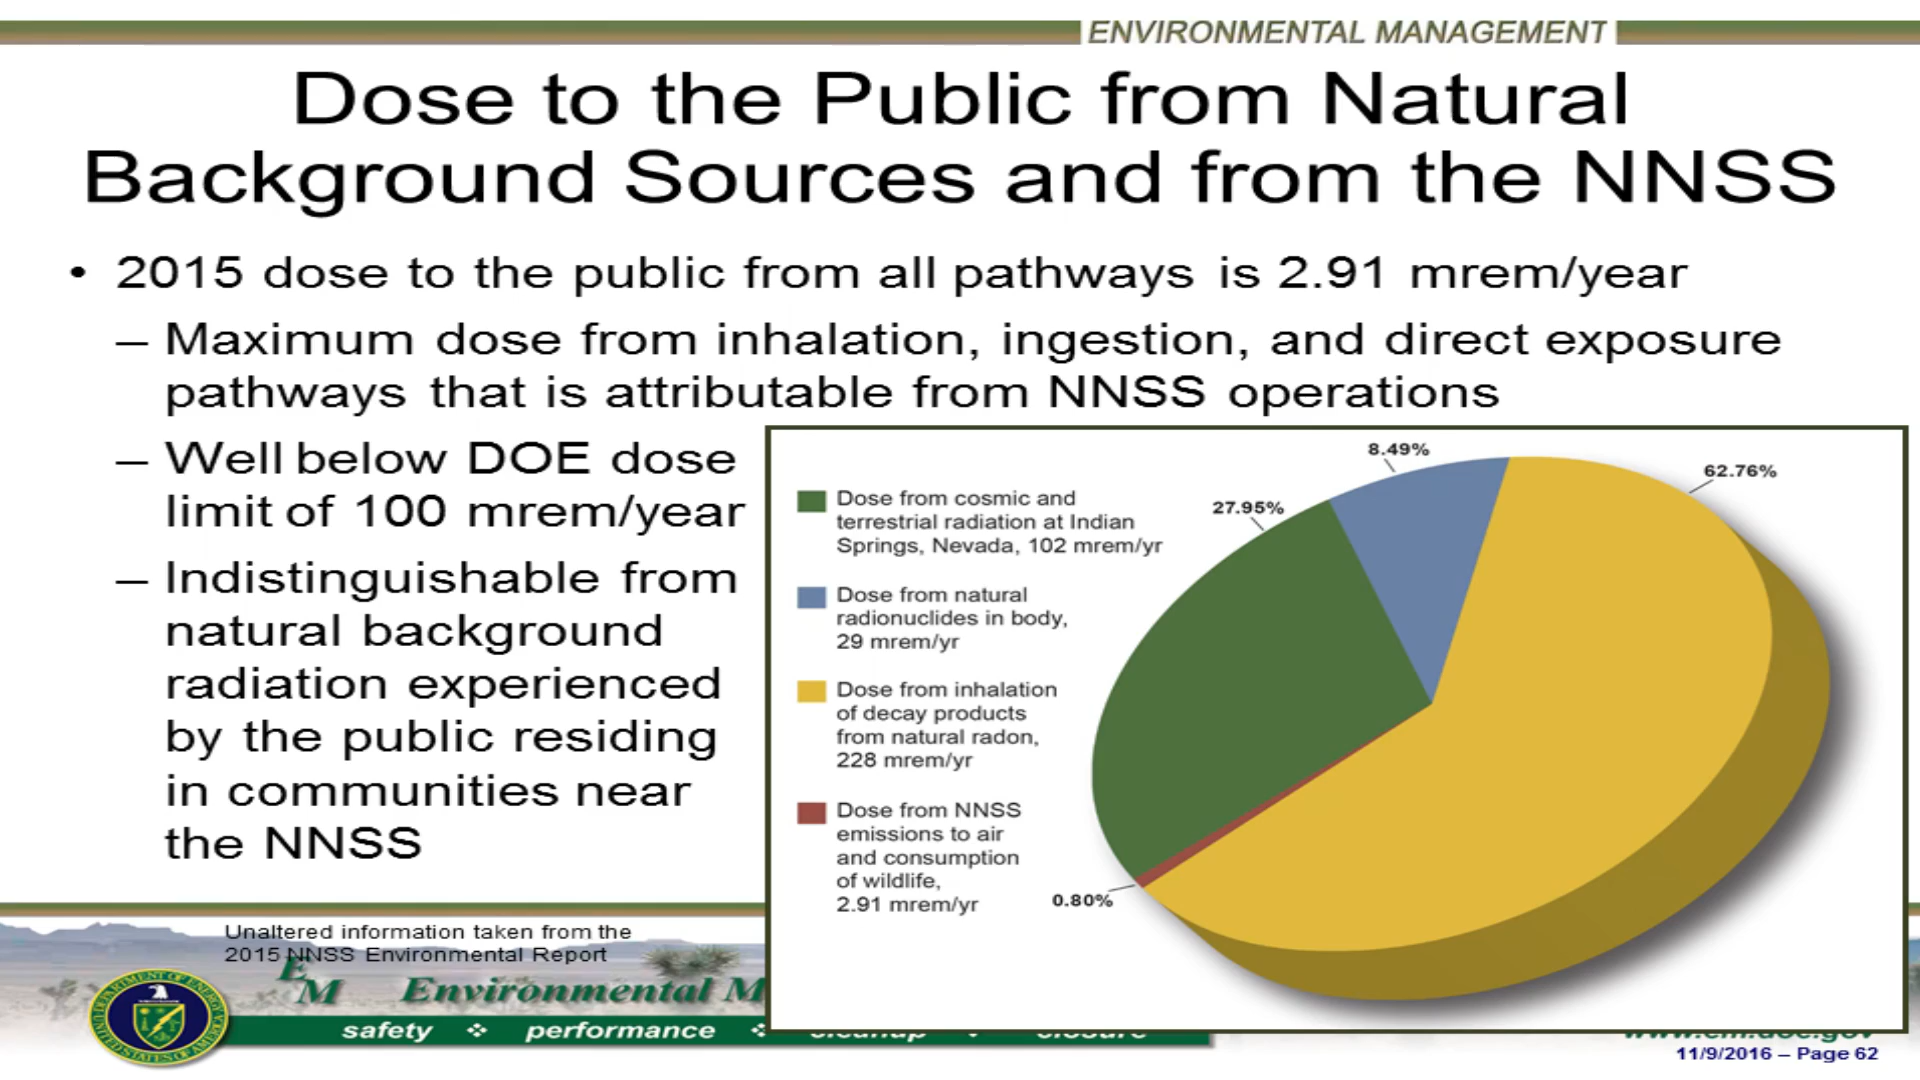 ENVIRONMENTAL MANAGEMENT
Dose to the Public from Natural
Background Sources and from the NNSS
• 2015 dose to the public from all pathways is 2.91 mrem/year
– Maximum dose from inhalation, ingestion, and direct exposure
pathways that is attributable from NNSS operations
– Well below DOE dose
limit of 100 mrem/year
– Indistinguishable from
natural background
radiation experienced
by the public residing
in communities near
the NNSS
Dose from cosmic and
terrestrial radiation at Indian
Springs, Nevada, 102 mrem/yr
Dose from natural
radionuclides in body,
29 mrem/yr
Dose from inhalation
of decay products
from natural radon,
228 mrem/yr
Dose from NNSS
emissions to air
and consumption
of wildlife,
2.91 mrem/yr
8.49%
62.76%
27.95%
0.80%
Unaltered information taken from the
2015 NNSS Environmental Report
EM Environmental M
safety ❖ performance ❖ cleanup ❖ closure
www.em.doe.gov
11/9/2016 – Page 62